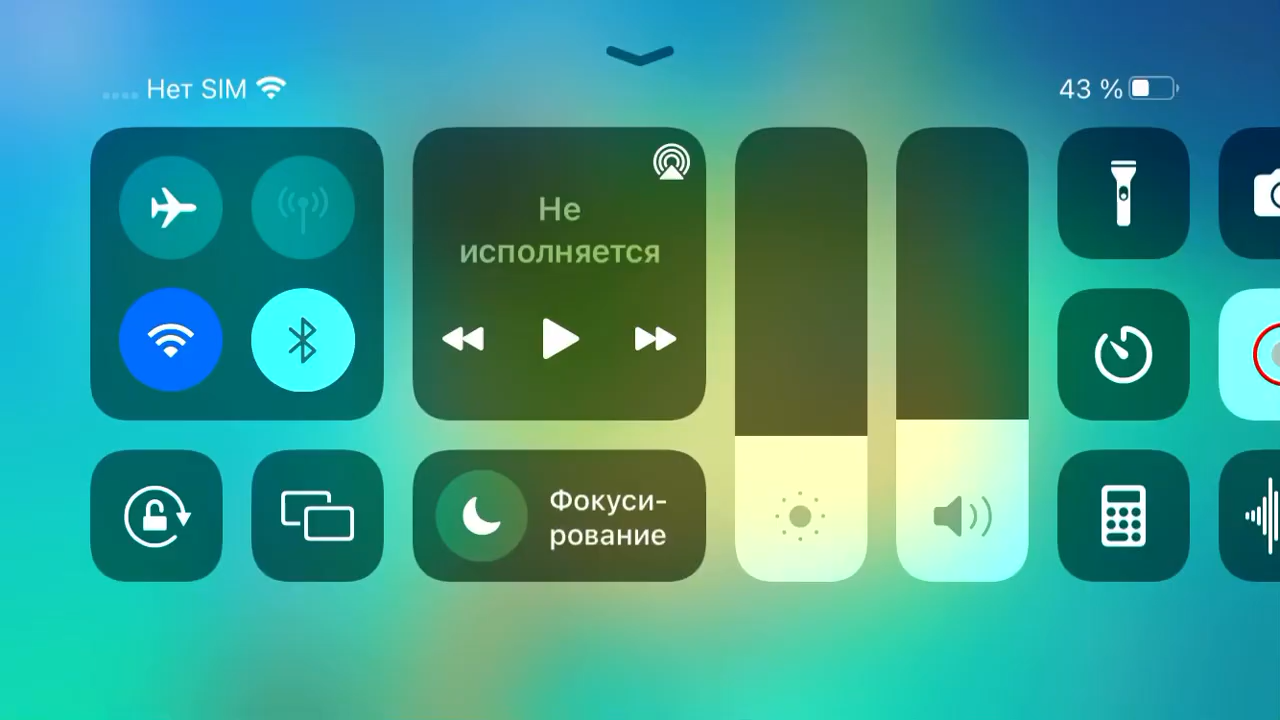 Нет SIM
43 %
Не
исполняется
Фокуси-
рование